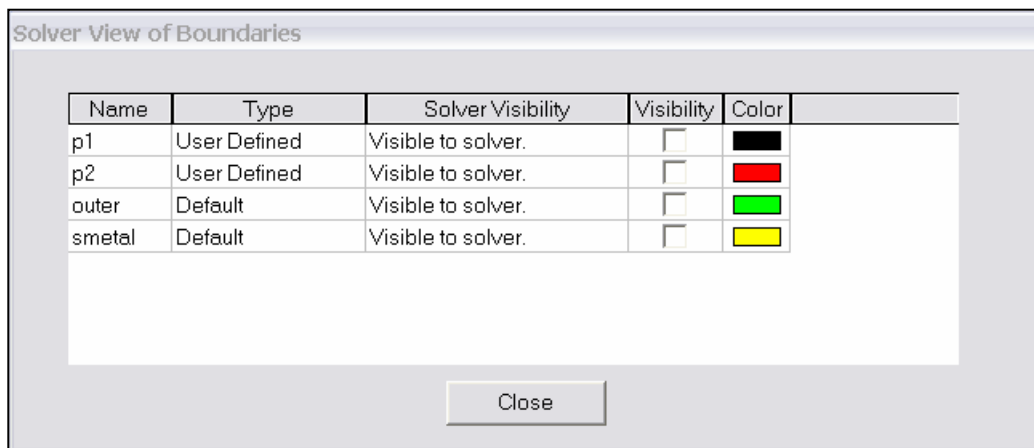 Solver View of Boundaries
Name Type Solver Visibility Visibility Color
p1 User Defined Visible to solver.
p2 User Defined Visible to solver.
outer Default Visible to solver.
smetal Default Visible to solver.
Close